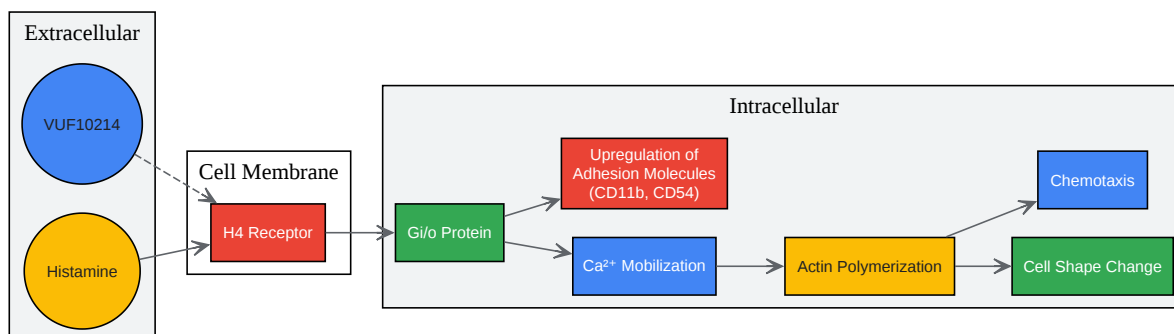 Extracellular
VUF10214
Histamine
Cell Membrane
H4 Receptor
Intracellular
Gi/o Protein
Upregulation of
Adhesion Molecules
(CD11b, CD54)
Ca²⁺ Mobilization
Actin Polymerization
Chemotaxis
Cell Shape Change